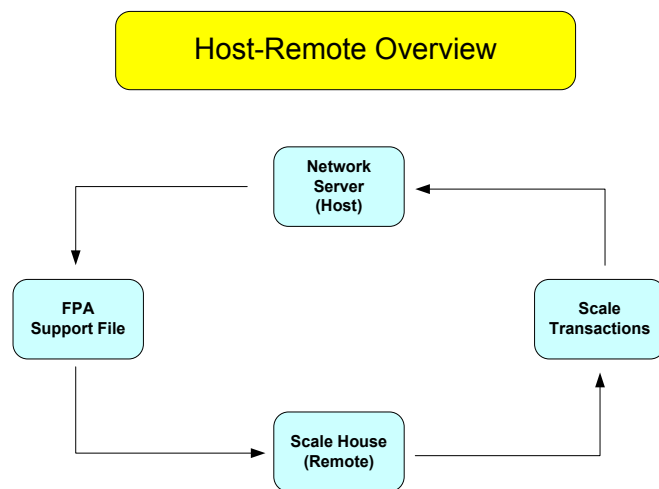 Host-Remote Overview
Network
Server
(Host)
FPA
Support File
Scale
Transactions
Scale House
(Remote)